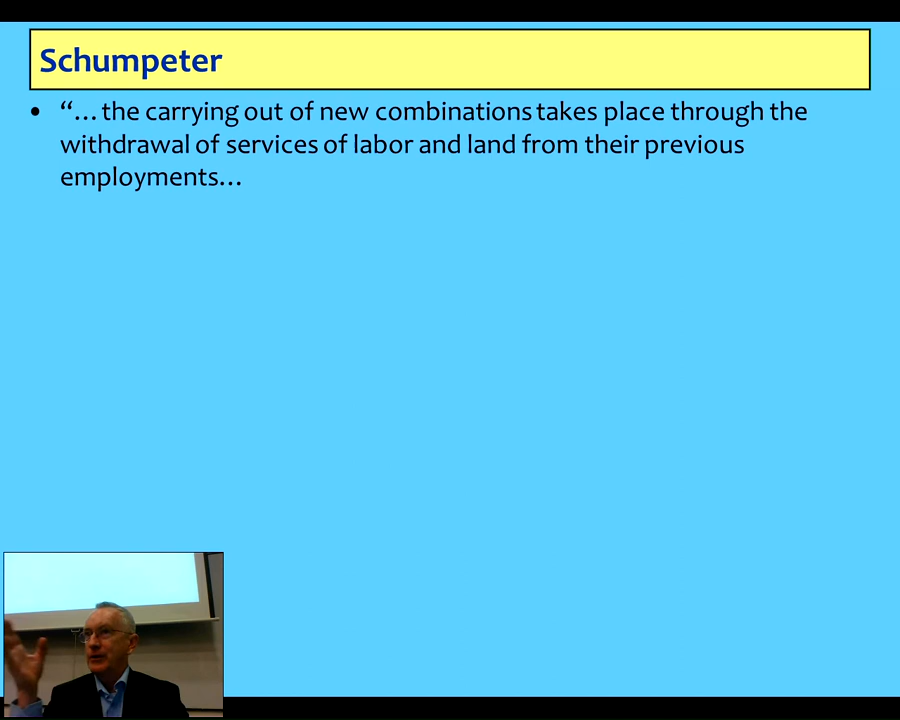 Schumpeter
• “…the carrying out of new combinations takes place through the
withdrawal of services of labor and land from their previous
employments…